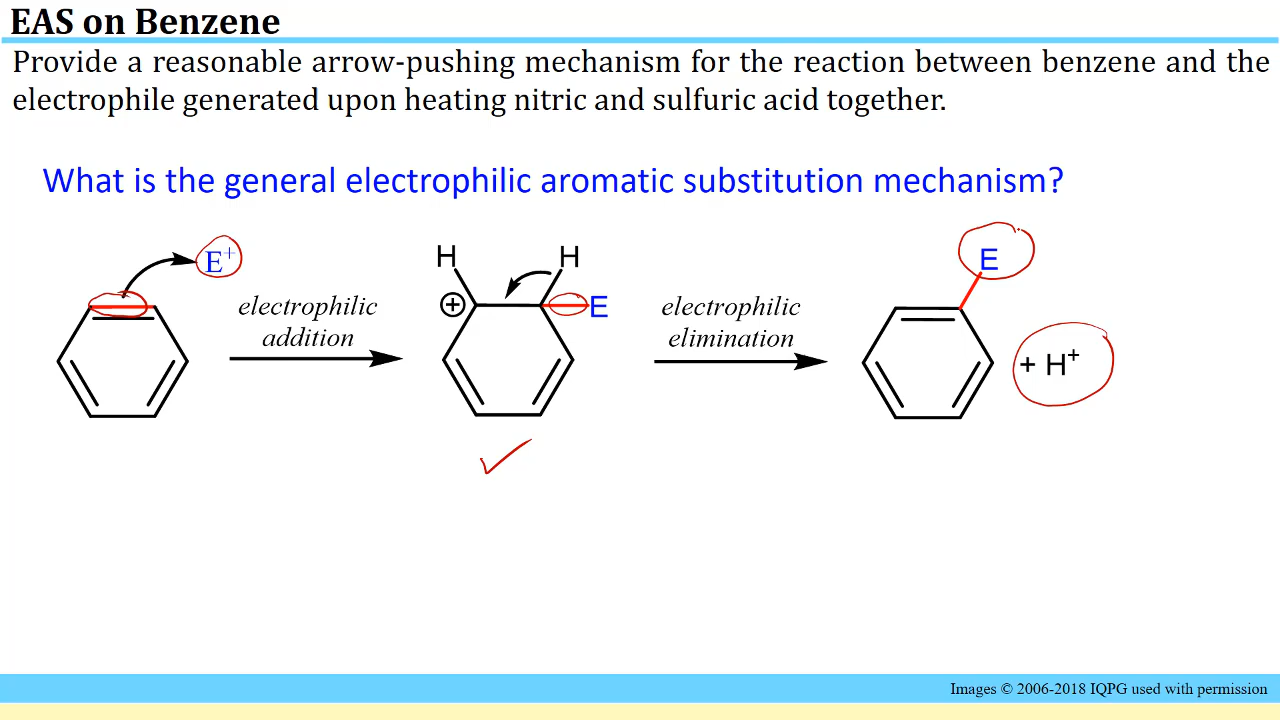 EAS on Benzene
Provide a reasonable arrow-pushing mechanism for the reaction between benzene and the
electrophile generated upon heating nitric and sulfuric acid together.
What is the general electrophilic aromatic substitution mechanism?
E+
electrophilic
addition
H H
+ E
electrophilic
elimination
E
+ H+
Images © 2006-2018 IQPG used with permission